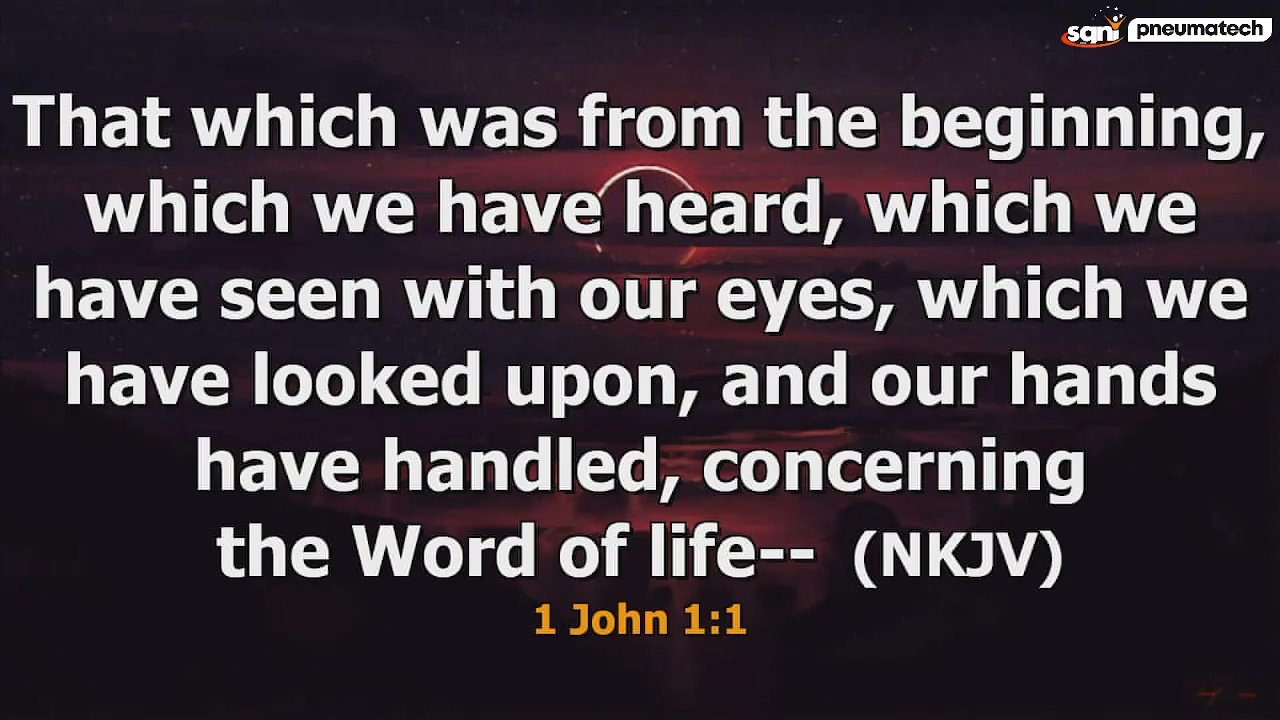 sqni pneumatech
That which was from the beginning,
which we have heard, which we
have seen with our eyes, which we
have looked upon, and our hands
have handled, concerning
the Word of life-- (NKJV)
1 John 1:1